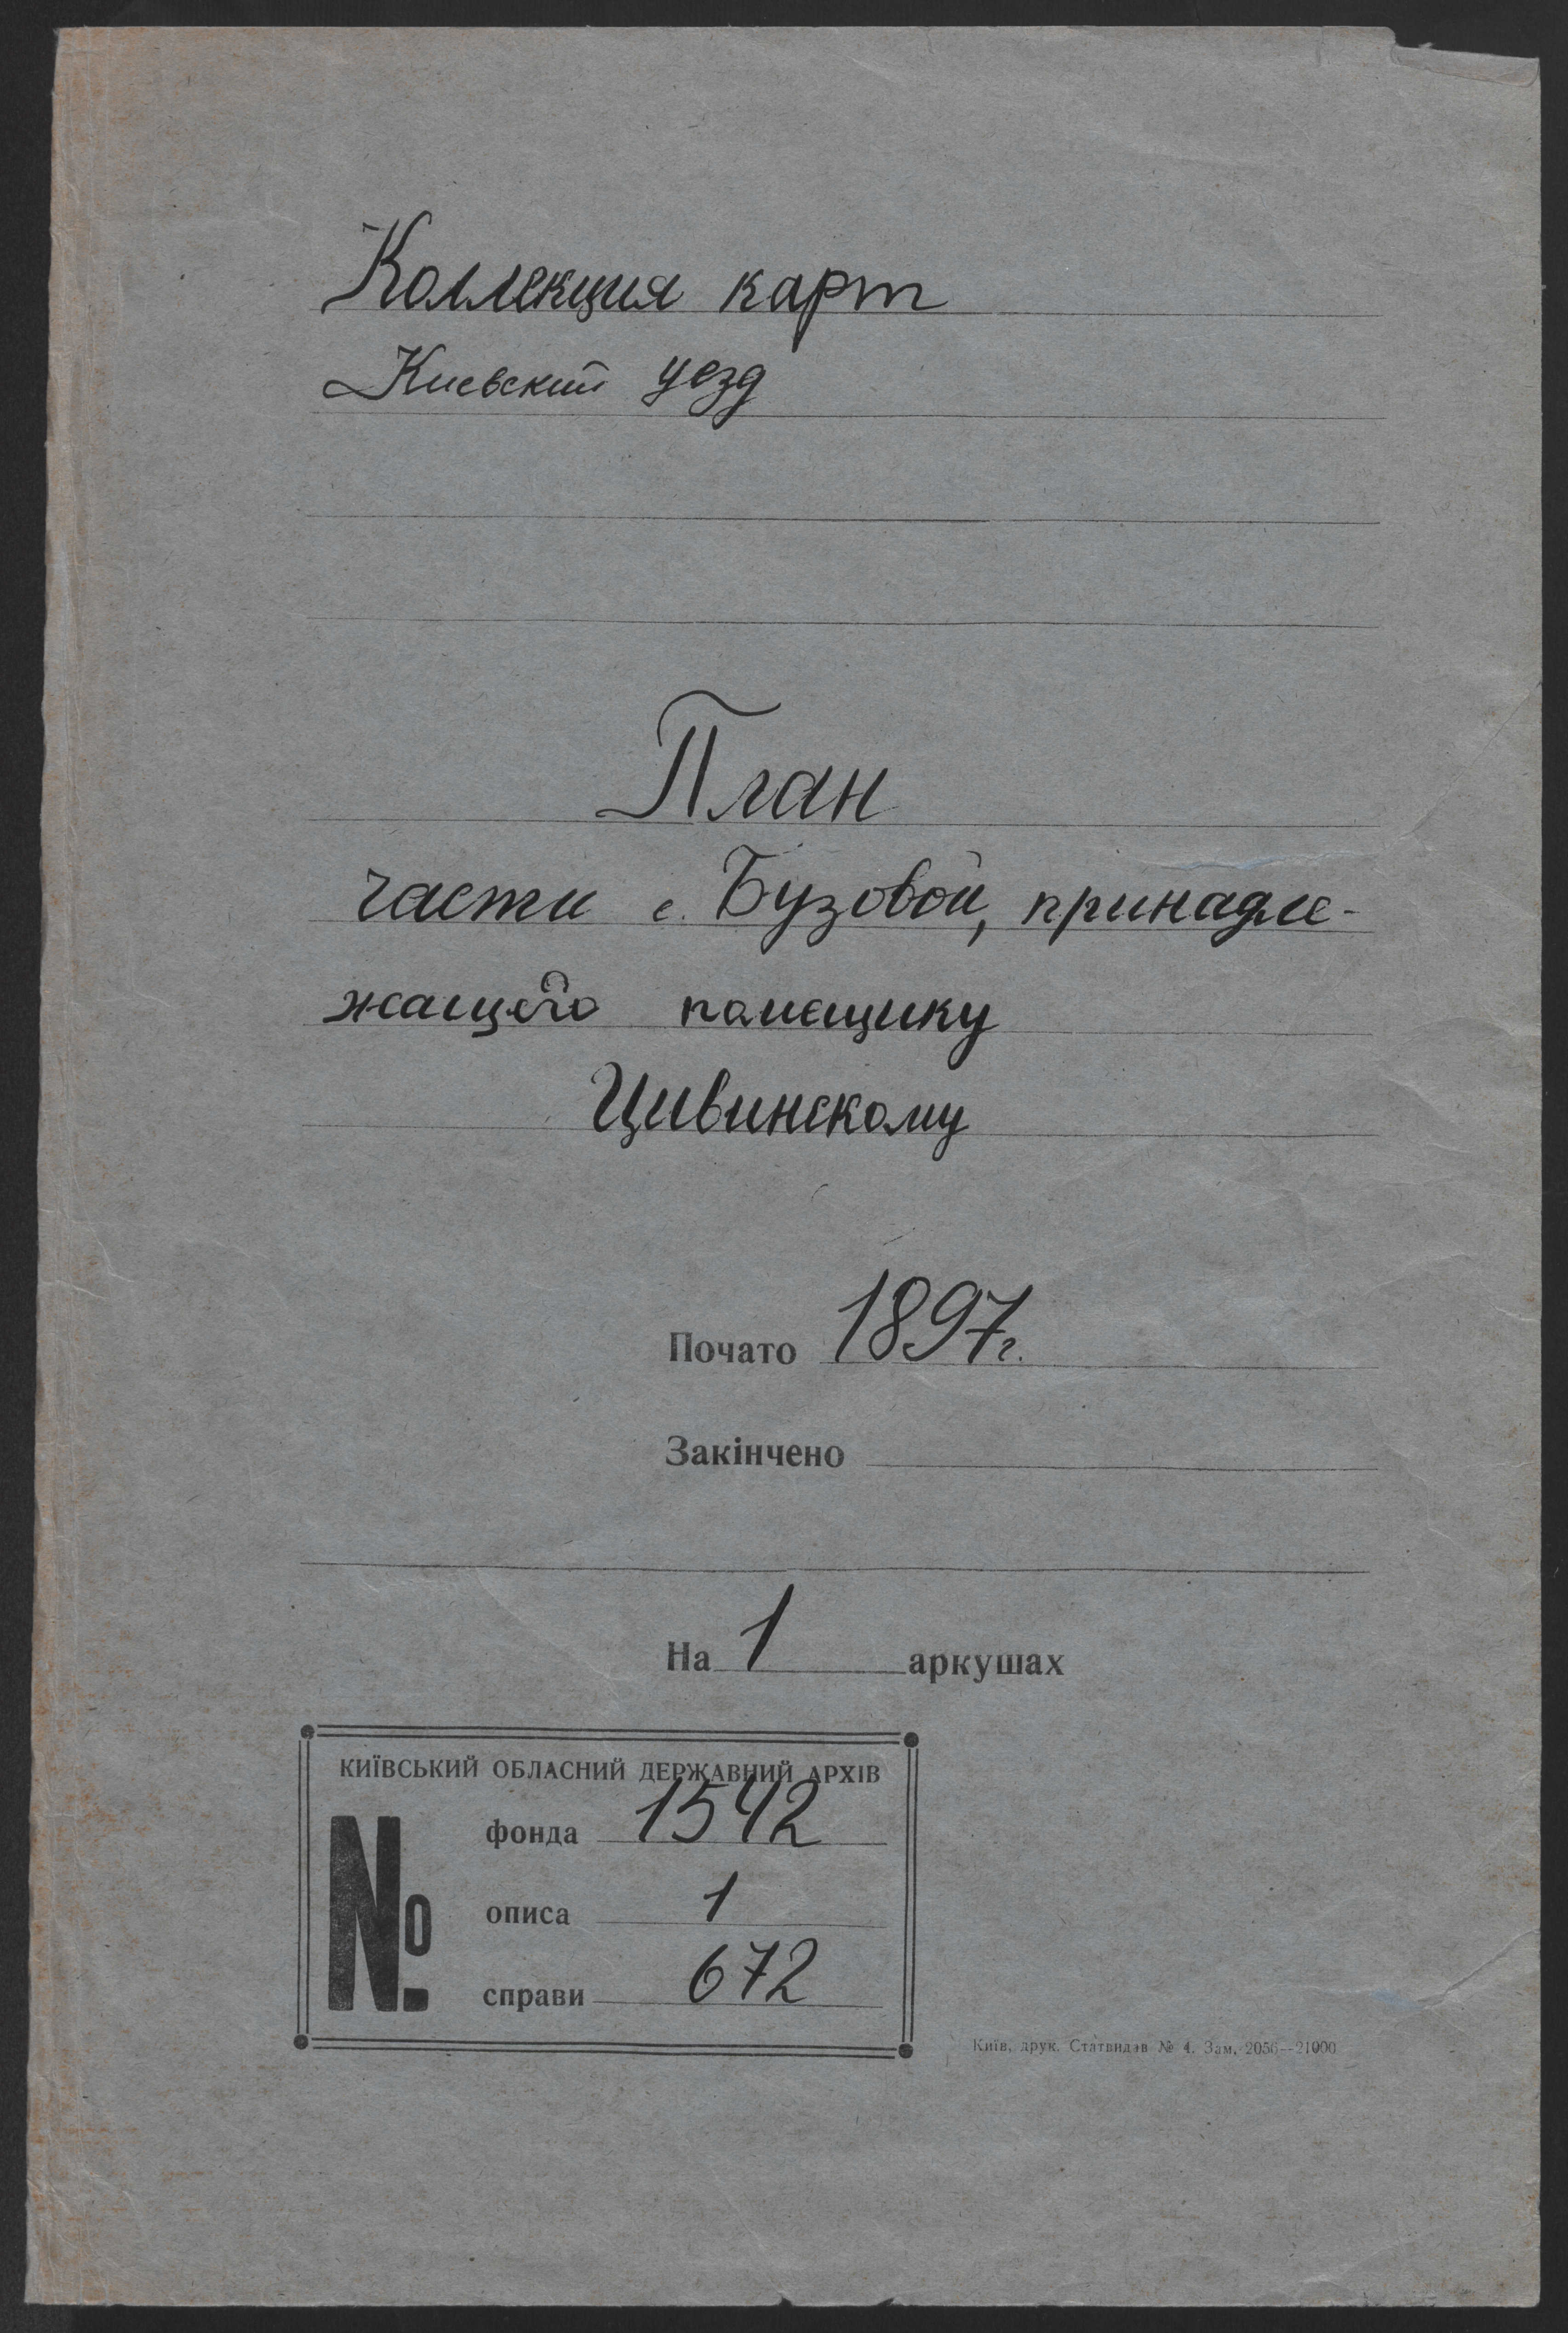 Коллекция карт
Киевский уезд
План
части с. Бузовой, принадле-
жащего помещику
Цивинскому
Почато 1897г.
Закінчено
На 1 аркушах
КИЇВСЬКИЙ ОБЛАСНИЙ ДЕРЖАВНИЙ АРХІВ
№
фонда 1542
описа 1
справи 672
Київ, друк. Статвидав № 4. Зам. 2056—21000